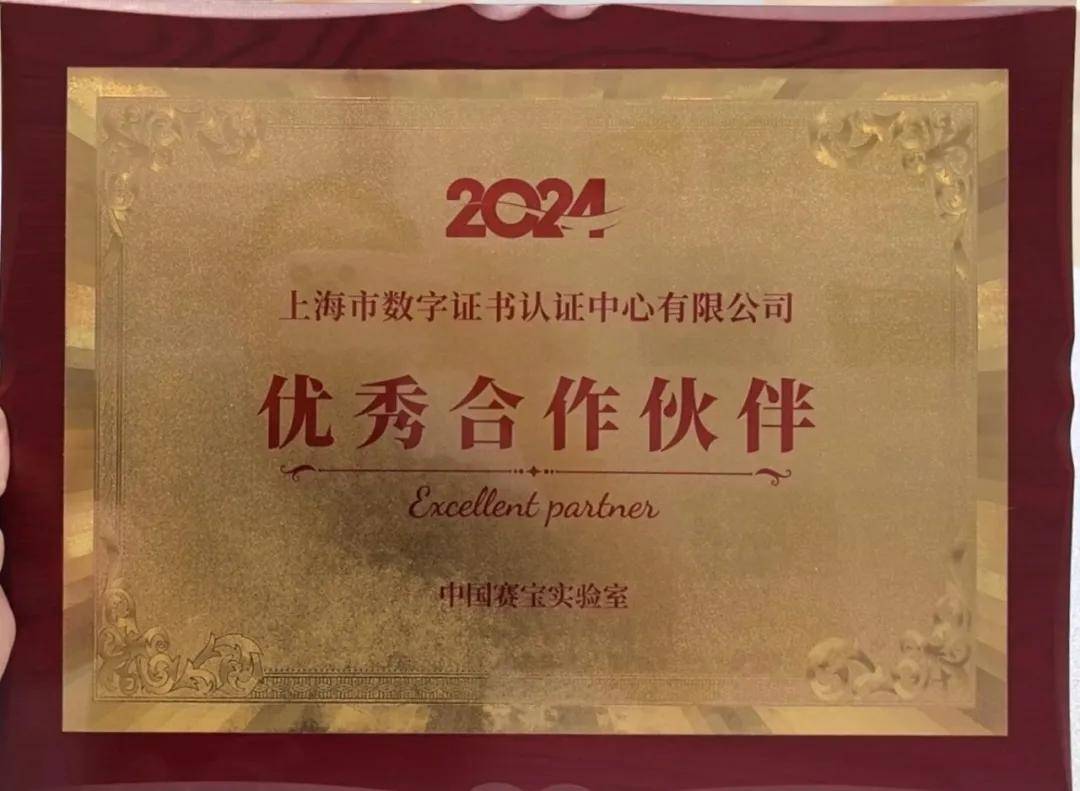 2024
上海市数字证书认证中心有限公司
优秀合作伙伴
Excellent partner
中国赛宝实验室